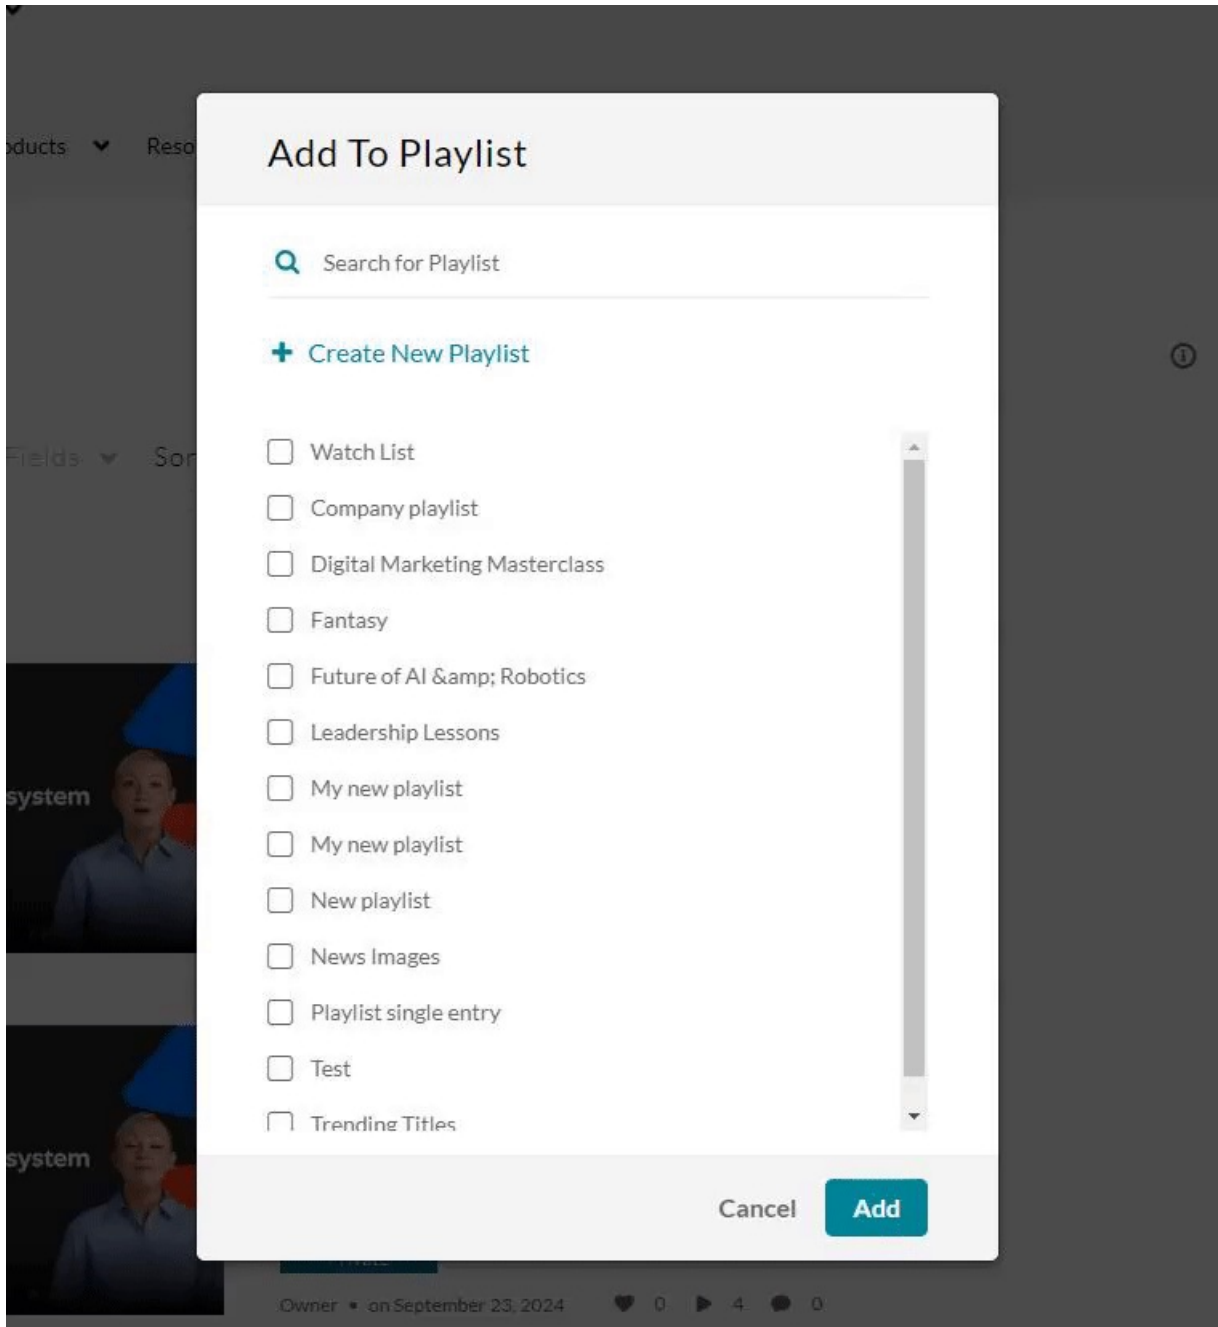 Reso
Add To Playlist
Search for Playlist
Create New Playlist
Fields Sor
Watch List
Company playlist
Digital Marketing Masterclass
Fantasy
Future of AI &amp; Robotics
Leadership Lessons
My new playlist
system
My new playlist
New playlist
News Images
Playlist single entry
Test
Trending Titles
system
Cancel Add
Private
Owner • on September 23, 2024 0 4 0